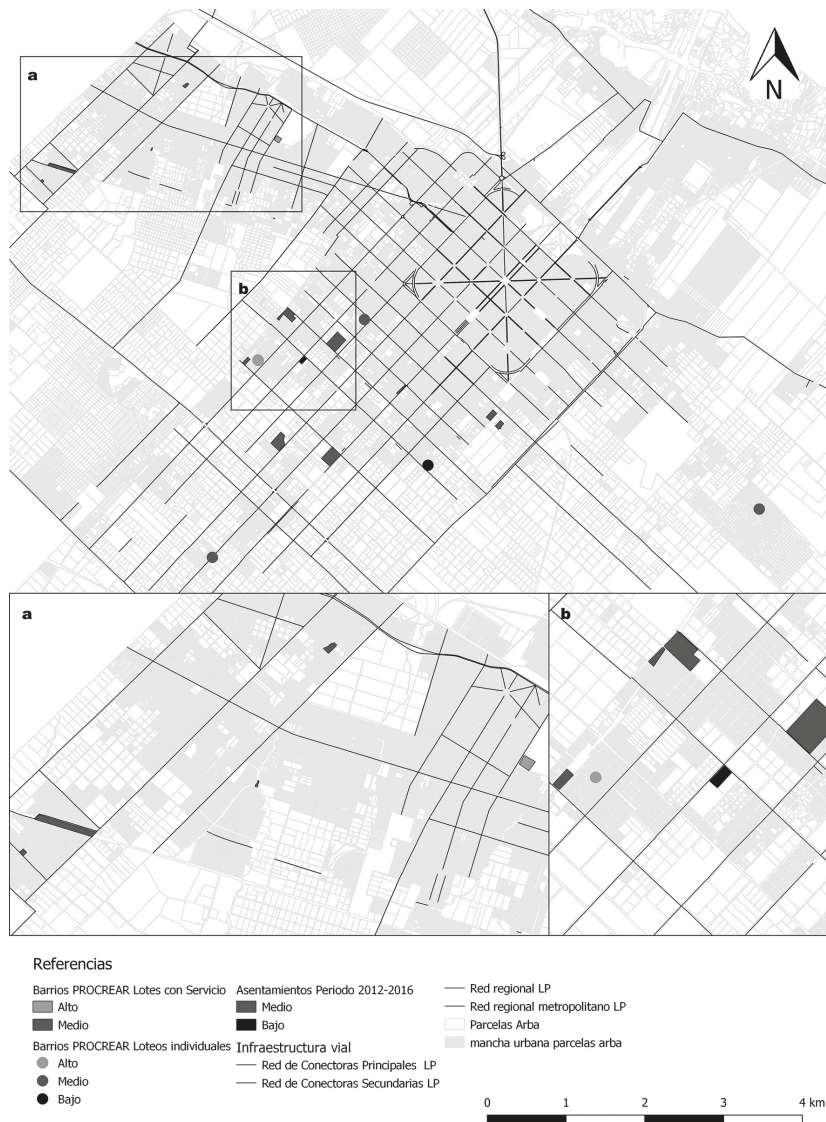 a
N
b
a
b
Referencias
Barrios PROCREAR Lotes con Servicio
Alto
Medio
Barrios PROCREAR Loteos individuales
Alto
Medio
Bajo
Asentamientos Periodo 2012-2016
Medio
Bajo
Infraestructura vial
Red de Conectoras Principales LP
Red de Conectoras Secundarias LP
Red regional LP
Red regional metropolitano LP
Parcelas Arba
mancha urbana parcelas arba
0 1 2 3 4 km